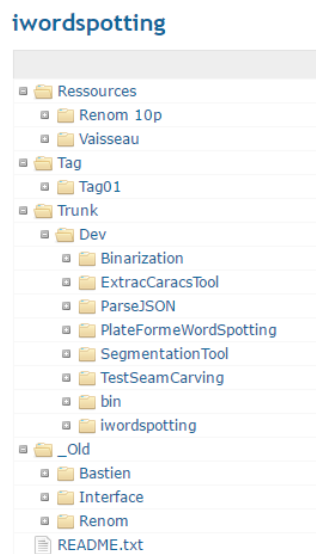 iwordspotting
Ressources
Renom 10p
Vaisseau
Tag
Tag01
Trunk
Dev
Binarization
ExtracCaracsTool
ParseJSON
PlateFormeWordSpotting
SegmentationTool
TestSeamCarving
bin
iwordspotting
_Old
Bastien
Interface
Renom
README.txt